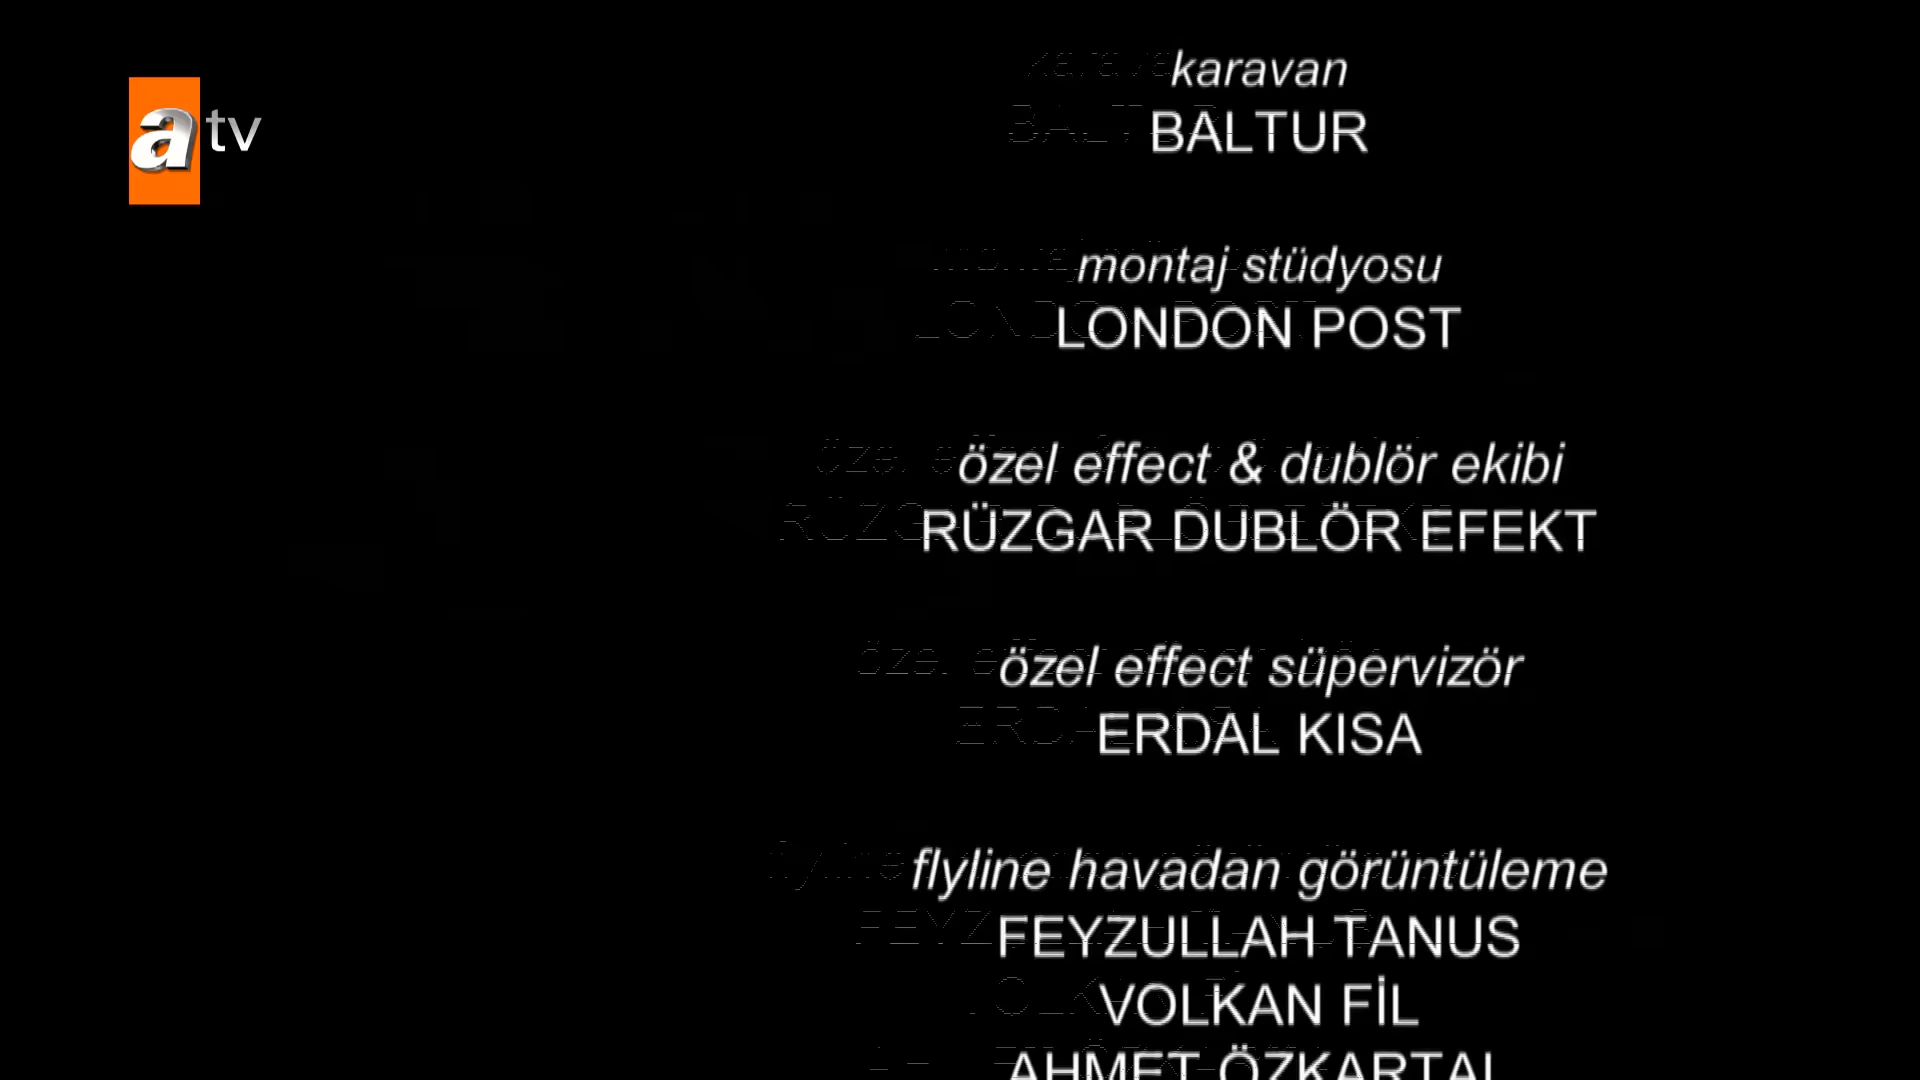 atv
karavan
BALTUR
montaj stüdyosu
LONDON POST
özel effect & dublör ekibi
RÜZGAR DUBLÖR EFEKT
özel effect süpervizör
ERDAL KISA
flyline havadan görüntüleme
FEYZULLAH TANUS
VOLKAN FİL
AHMET ÖZKARTAL